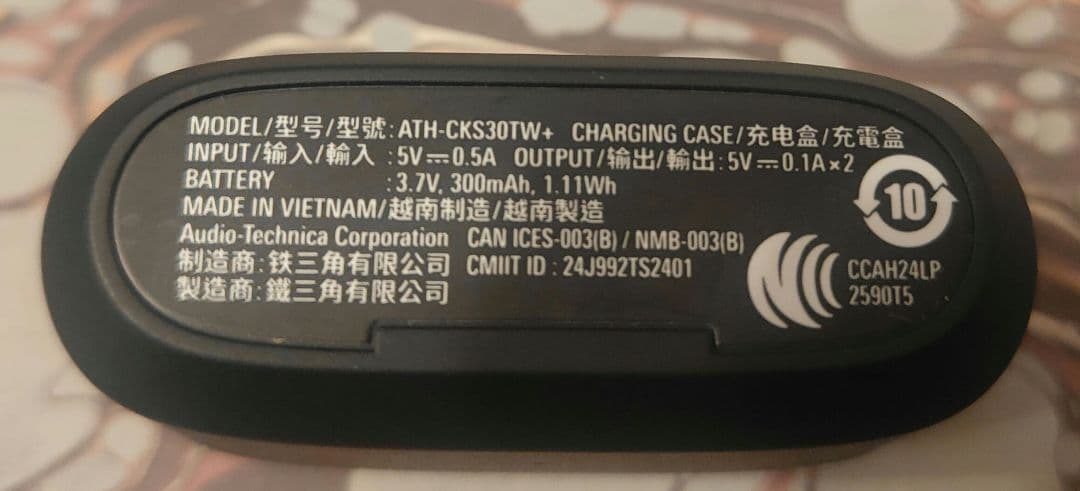 MODEL/型号/型號: ATH-CKS30TW+ CHARGING CASE/充电盒/充電盒
INPUT/输入/輸入 : 5V⎓0.5A OUTPUT/输出/輸出: 5V⎓0.1A×2
BATTERY : 3.7V, 300mAh, 1.11Wh
MADE IN VIETNAM/越南制造/越南製造
Audio-Technica Corporation CAN ICES-003(B) / NMB-003(B)
制造商: 铁三角有限公司 CMIIT ID : 24J992TS2401
製造商: 鐵三角有限公司
10
CCAH24LP
2590T5